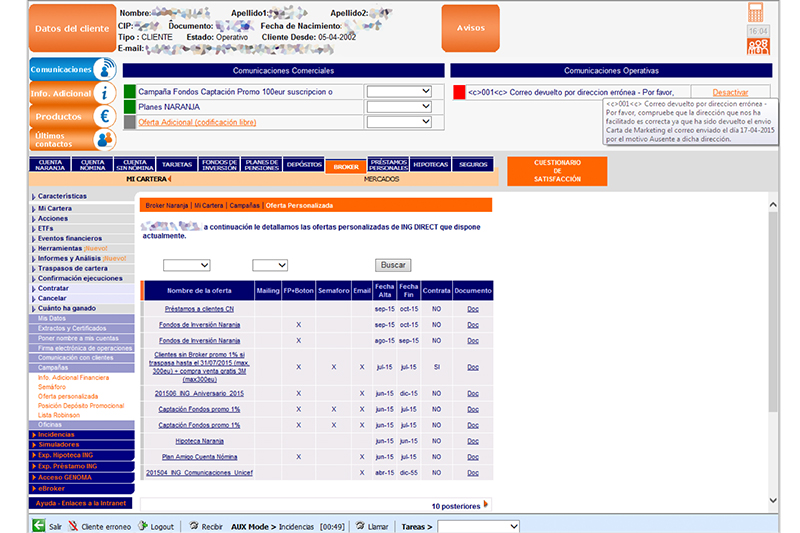 Datos del cliente
Nombre: Apellido1: Apellido2:
CIP: Documento: Fecha de Nacimiento:
Tipo : CLIENTE Estado: Operativo Cliente Desde: 05-04-2002
E-mail:
Avisos
16:04
Comunicaciones
Info. Adicional
Productos
Últimos
contactos
Comunicaciones Comerciales
Campaña Fondos Captación Promo 100eur suscripcion o
Planes NARANJA
Oferta Adicional (codificación libre)
Comunicaciones Operativas
<c>001<c> Correo devuelto por direccion errónea - Por favor, Desactivar
<c>001<c> Correo devuelto por direccion errónea -
Por favor, compruebe que la dirección que nos
ha facilitado es correcta ya que ha sido devuelto el envio
Carta de Marketing el correo enviado el día 17-04-2015
por el motivo Ausente a dicha dirección.
CUENTA NARANJA
CUENTA NÓMINA
CUENTA SIN NÓMINA
TARJETAS
FONDOS DE INVERSIÓN
PLANES DE PENSIONES
DEPÓSITOS
BROKER
PRÉSTAMOS PERSONALES
HIPOTECAS
SEGUROS
MI CARTERA MERCADOS
CUESTIONARIO
DE
SATISFACCIÓN
Características
Mi Cartera
Acciones
ETFs
Eventos financieros
Herramientas ¡Nuevo!
Informes y Análisis ¡Nuevo!
Traspasos de cartera
Confirmación ejecuciones
Contratar
Cancelar
Cuánto ha ganado
Mis Datos
Extractos y Certificados
Poner nombre a mis cuentas
Firma electrónica de operaciones
Comunicación con clientes
Campañas
Info. Adicional Financiera
Semáforo
Oferta personalizada
Posición Depósito Promocional
Lista Robinson
Oficinas
Incidencias
Simuladores
Exp. Hipoteca ING
Exp. Préstamo ING
Acceso GENOMA
eBroker
Ayuda - Enlaces a la Intranet
Broker Naranja | Mi Cartera | Campañas | Oferta Personalizada
a continuación le detallamos las ofertas personalizadas de ING DIRECT que dispone
actualmente.
Buscar
Nombre de la oferta Mailing FP+Boton Semaforo Email Fecha Alta Fecha Fin Contrata Documento
Préstamos a clientes CN sep-15 oct-15 NO Doc
Fondos de Inversión Naranja X sep-15 oct-15 NO Doc
Fondos de Inversión Naranja X ago-15 sep-15 NO Doc
Clientes sin Broker promo 1% si
traspasa hasta el 31/07/2015 (max.
300eu) + compra venta gratis 3M
(max300eu) X X X jul-15 jul-15 SI Doc
201506_ING_Aniversario_2015 X X jun-15 dic-15 NO Doc
Captación Fondos promo 1% X X X jun-15 jul-15 NO Doc
Captación Fondos promo 1% X X X jun-15 jul-15 NO Doc
Hipoteca Naranja jun-15 jun-15 NO Doc
Plan Amigo Cuenta Nómina X X jun-15 jul-15 NO Doc
201504_ING_Comunicaciones_Unicef X abr-15 dic-55 NO Doc
10 posteriores
Salir Cliente erroneo Logout Recibir AUX Mode > Incidencias [00:49] Llamar Tareas >